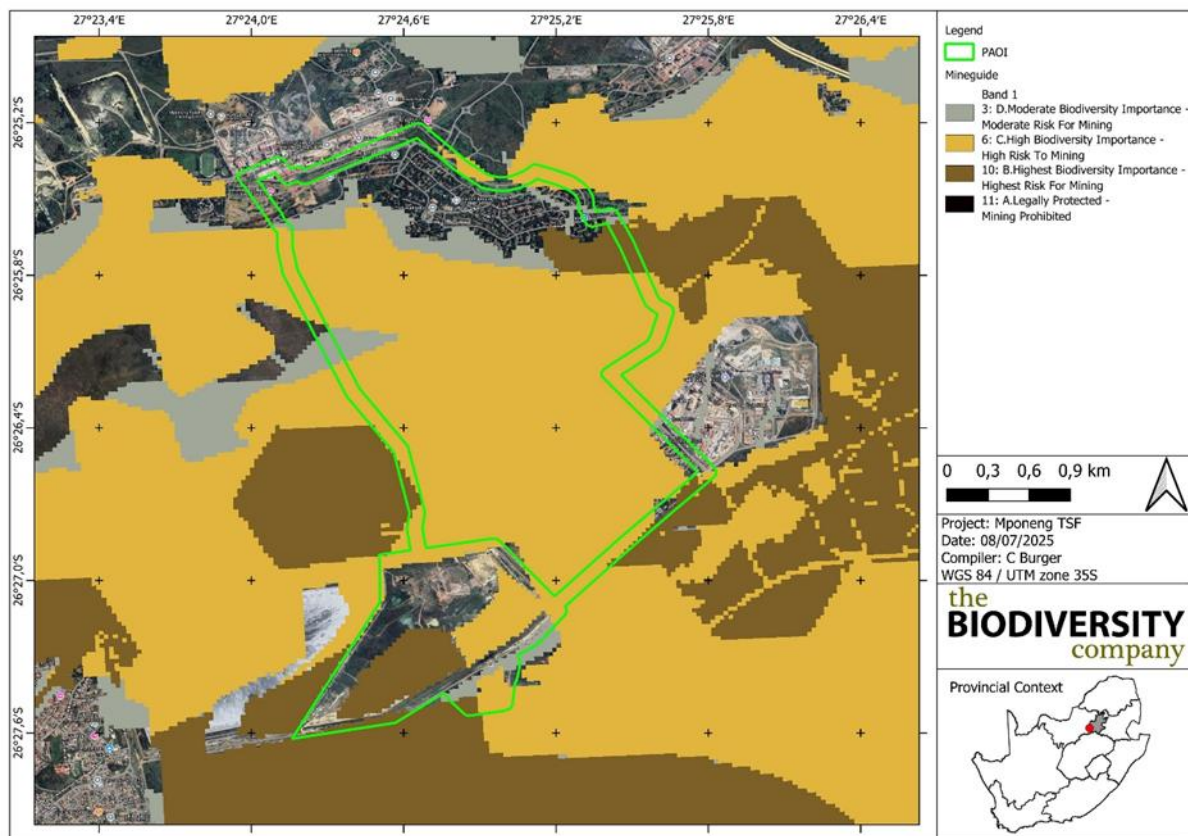 27°23,4'E
27°24,0'E
27°24,6'E
27°25,2'E
27°25,8'E
27°26,4'E
26°25,2'S
26°25,8'S
26°26,4'S
26°27,0'S
26°27,6'S
Legend
PAOI
Mineguide
Band 1
3: D.Moderate Biodiversity Importance -
Moderate Risk For Mining
6: C.High Biodiversity Importance -
High Risk To Mining
10: B.Highest Biodiversity Importance -
Highest Risk For Mining
11: A.Legally Protected -
Mining Prohibited
0 0,3 0,6 0,9 km
Project: Mponeng TSF
Date: 08/07/2025
Compiler: C Burger
WGS 84 / UTM zone 35S
the
BIODIVERSITY
company
Provincial Context